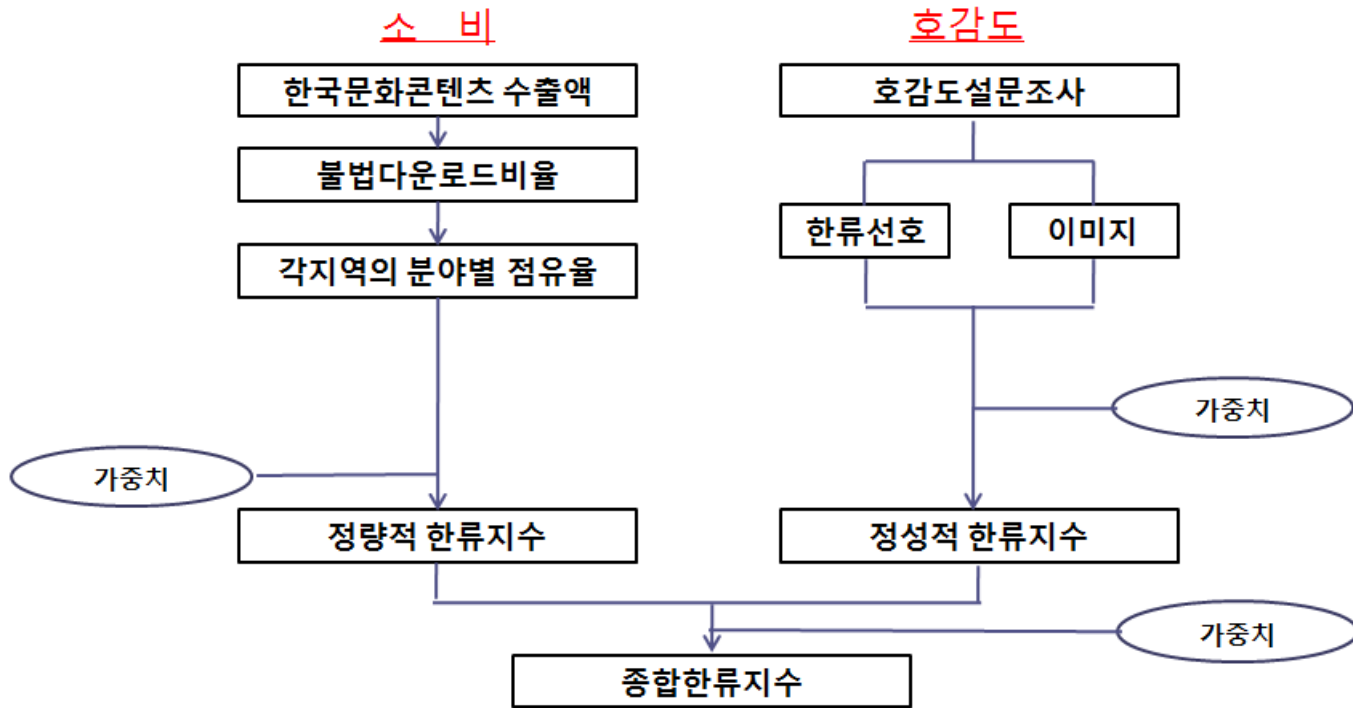 소 비
호감도
한국문화콘텐츠 수출액
호감도설문조사
불법다운로드비율
한류선호
이미지
각지역의 분야별 점유율
가중치
가중치
정량적 한류지수
정성적 한류지수
가중치
종합한류지수